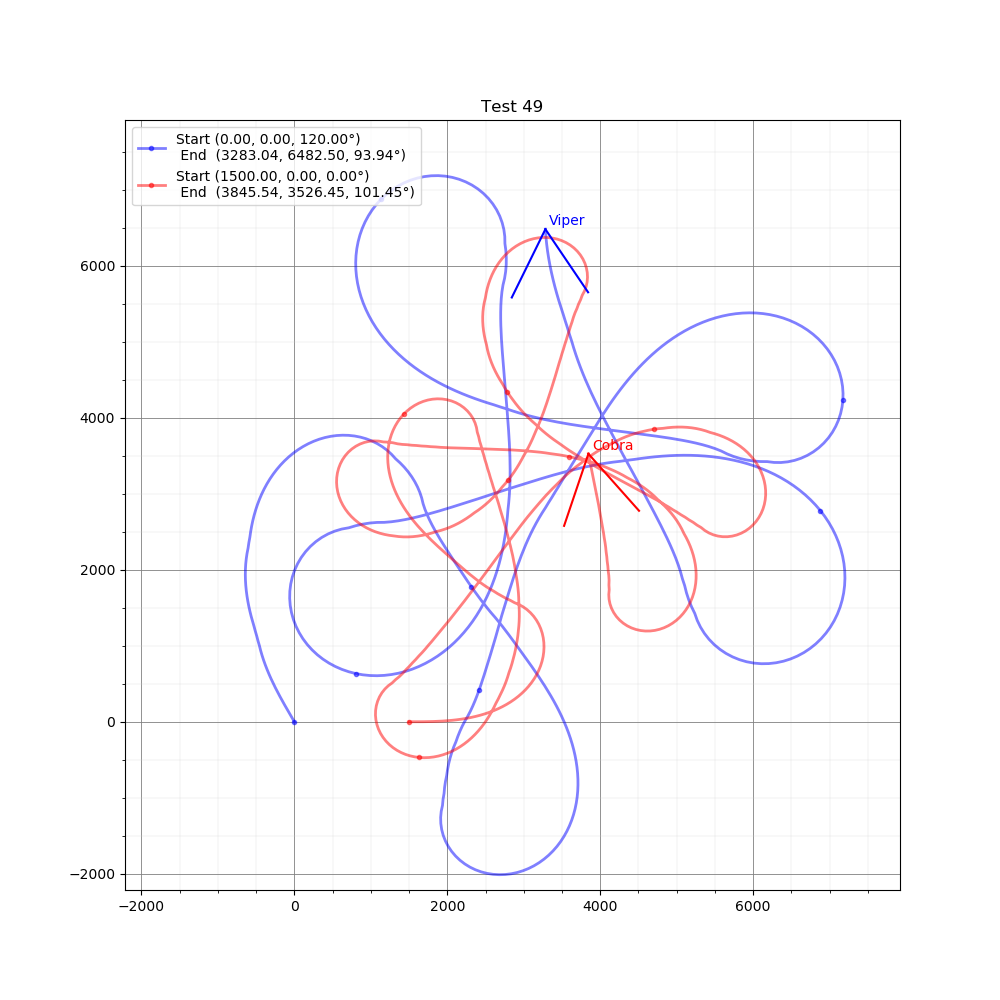 Test 49
Start (0.00, 0.00, 120.00°)
End (3283.04, 6482.50, 93.94°)
Start (1500.00, 0.00, 0.00°)
End (3845.54, 3526.45, 101.45°)
Viper
Cobra
6000
4000
2000
0
−2000
−2000
0
2000
4000
6000